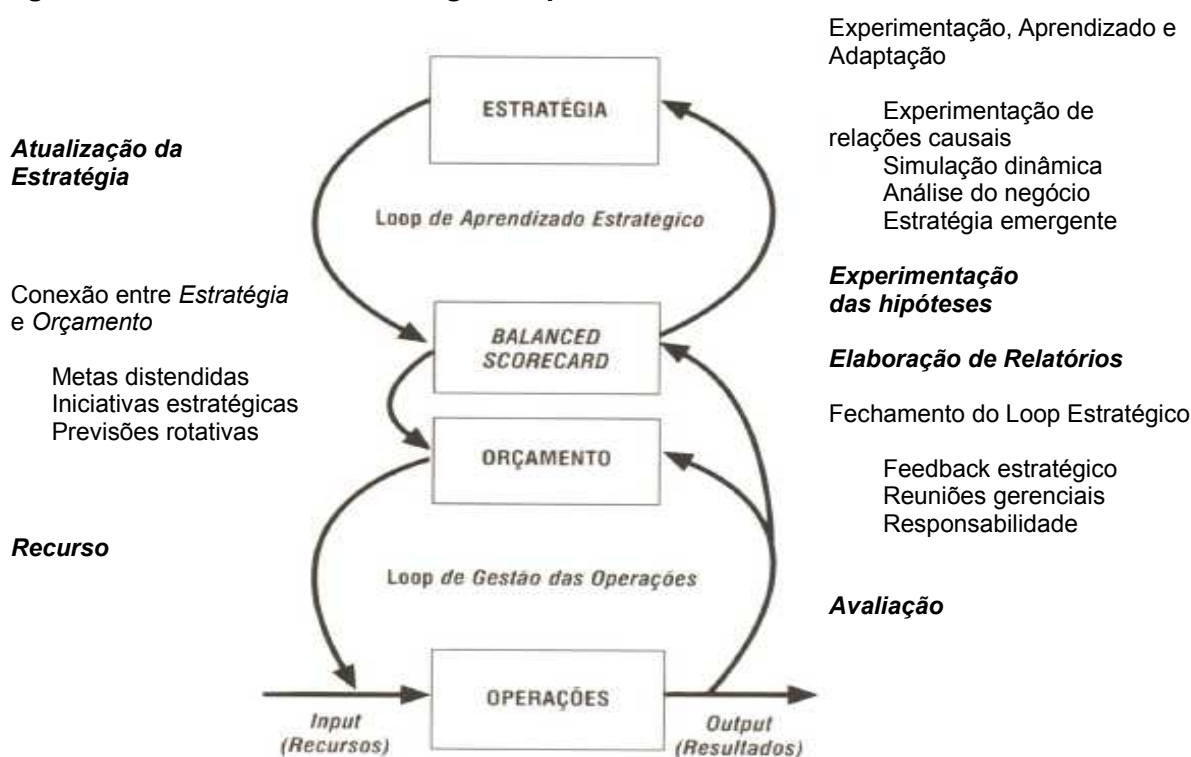 Experimentação, Aprendizado e
Adaptação
Experimentação de
relações causais
Simulação dinâmica
Análise do negócio
Estratégia emergente
ESTRATÉGIA
Atualização da
Estratégia
Loop de Aprendizado Estratégico
Conexão entre Estratégia
e Orçamento
Metas distendidas
Iniciativas estratégicas
Previsões rotativas
BALANCED
SCORECARD
Experimentação
das hipóteses
Elaboração de Relatórios
Fechamento do Loop Estratégico
Feedback estratégico
Reuniões gerenciais
Responsabilidade
ORÇAMENTO
Recurso
Loop de Gestão das Operações
Avaliação
OPERAÇÕES
Input
(Recursos)
Output
(Resultados)